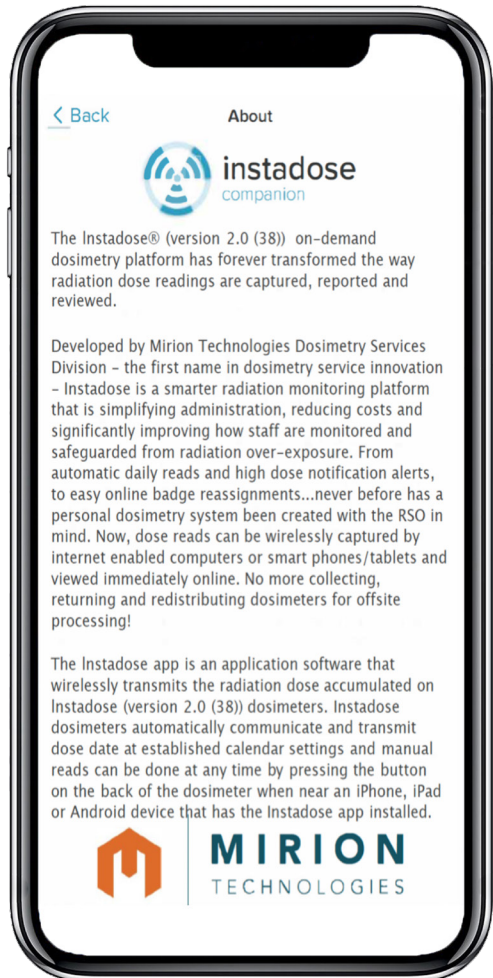 Back
About
instadose
companion
The Instadose® (version 2.0 (38)) on-demand
dosimetry platform has forever transformed the way
radiation dose readings are captured, reported and
reviewed.
Developed by Mirion Technologies Dosimetry Services
Division – the first name in dosimetry service innovation
– Instadose is a smarter radiation monitoring platform
that is simplifying administration, reducing costs and
significantly improving how staff are monitored and
safeguarded from radiation over-exposure. From
automatic daily reads and high dose notification alerts,
to easy online badge reassignments...never before has a
personal dosimetry system been created with the RSO in
mind. Now, dose reads can be wirelessly captured by
internet enabled computers or smart phones/tablets and
viewed immediately online. No more collecting,
returning and redistributing dosimeters for offsite
processing!
The Instadose app is an application software that
wirelessly transmits the radiation dose accumulated on
Instadose (version 2.0 (38)) dosimeters. Instadose
dosimeters automatically communicate and transmit
dose date at established calendar settings and manual
reads can be done at any time by pressing the button
on the back of the dosimeter when near an iPhone, iPad
or Android device that has the Instadose app installed.
MIRION
TECHNOLOGIES